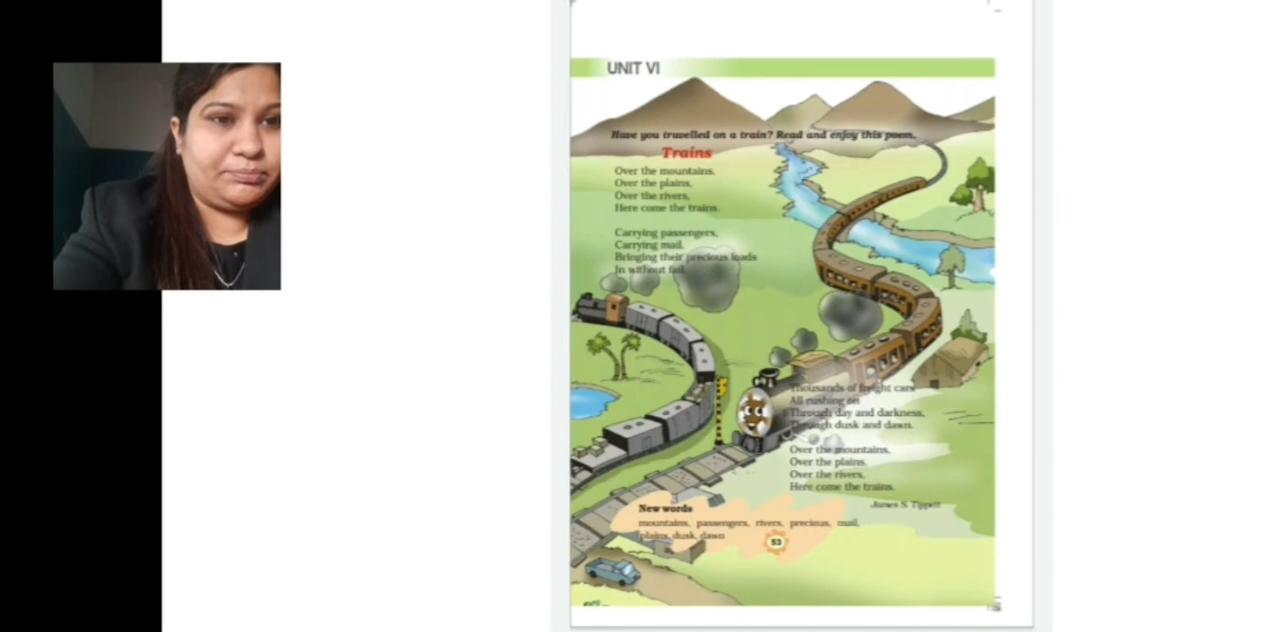 UNIT VI
Have you travelled on a train? Read and enjoy this poem.
Trains
Over the mountains,
Over the plains,
Over the rivers,
Here come the trains.
Carrying passengers,
Carrying mail,
Bringing their precious loads
In without fail.
Thousands of freight cars
All rushing on
Through day and darkness,
Through dusk and dawn.
Over the mountains,
Over the plains,
Over the rivers,
Here come the trains.
James S. Tippett
New words
mountains, passengers, rivers, precious, mail,
plains, dusk, dawn
53